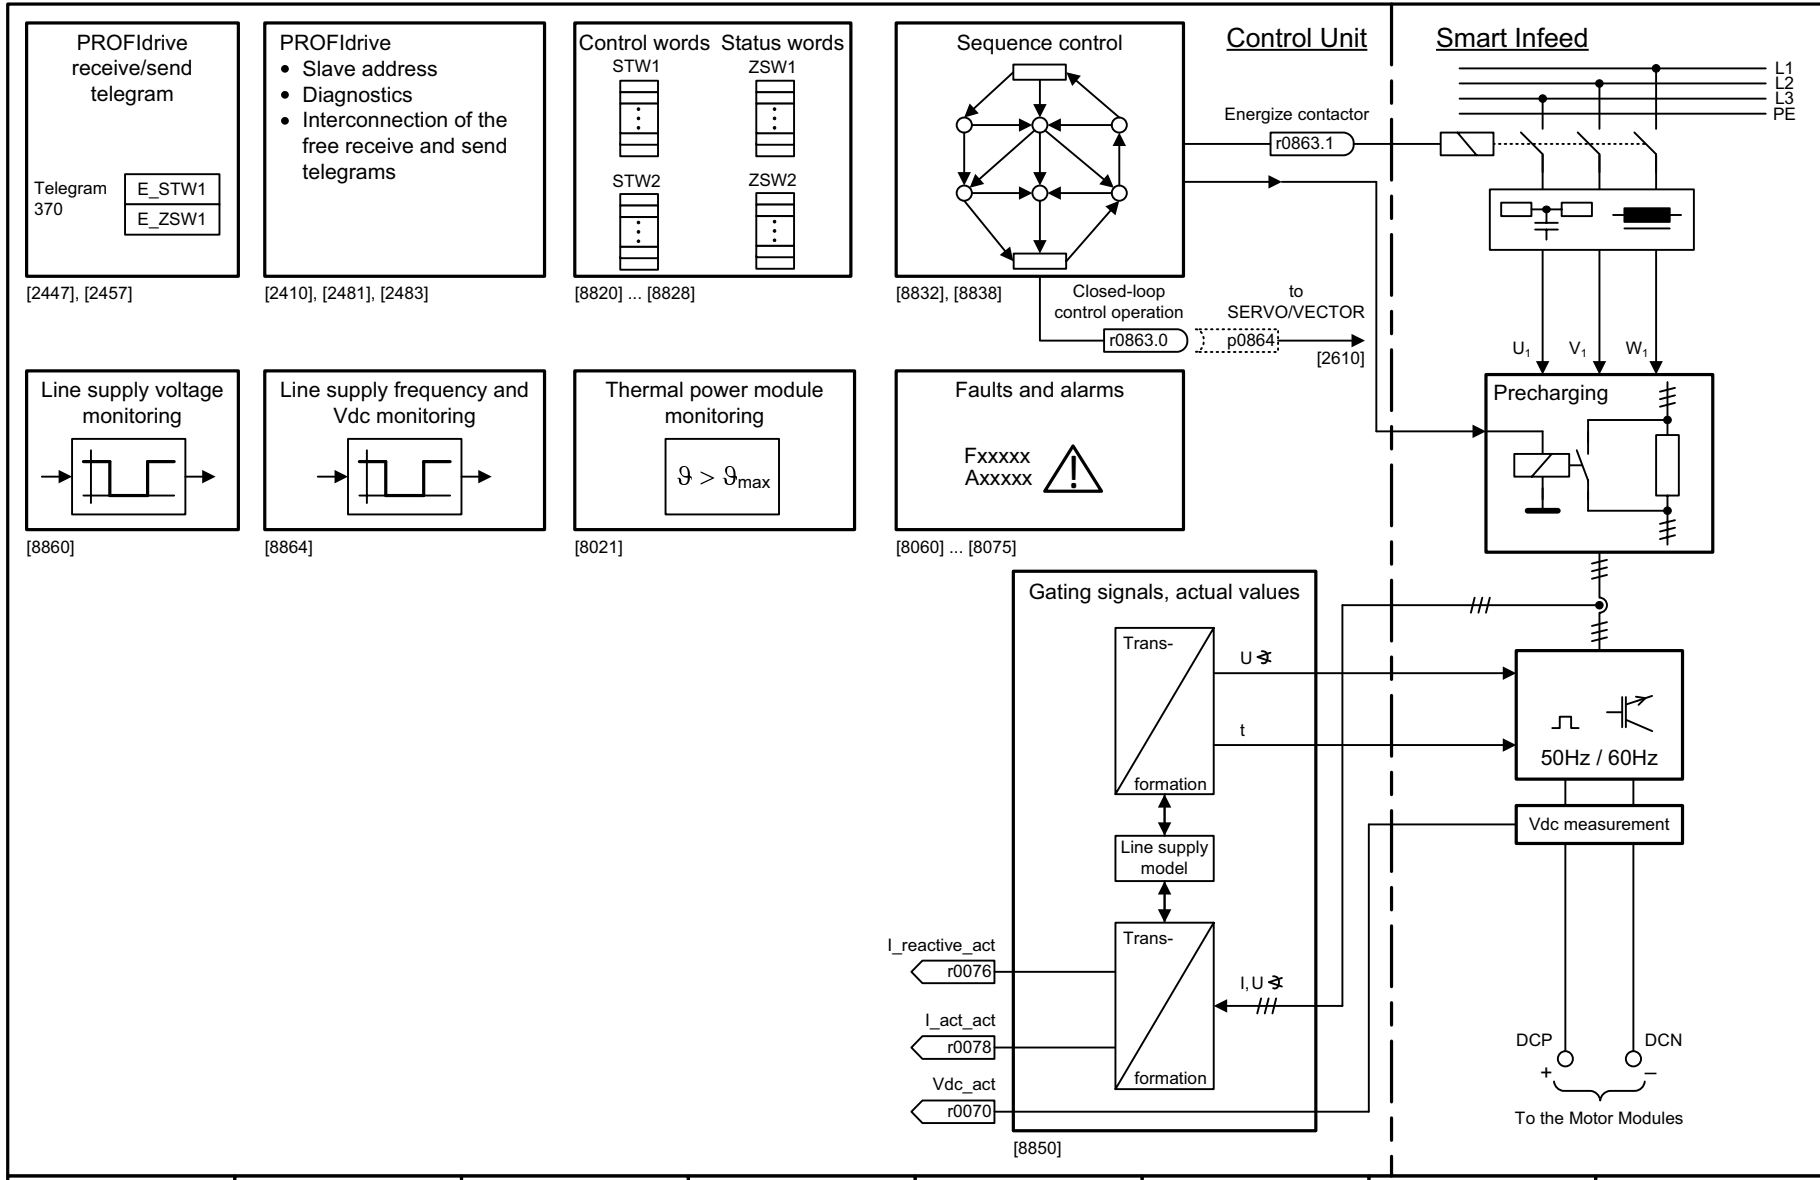 PROFIdrive
receive/send
telegram
Telegram
370
E_STW1
E_ZSW1
[2447], [2457]
PROFIdrive
• Slave address
• Diagnostics
• Interconnection of the
free receive and send
telegrams
[2410], [2481], [2483]
Control words Status words
STW1 ZSW1
STW2 ZSW2
[8820] ... [8828]
Sequence control
[8832], [8838]
Control Unit
Smart Infeed
L1
L2
L3
PE
Energize contactor
r0863.1
Closed-loop
control operation
r0863.0
to
SERVO/VECTOR
p0864
[2610]
U1 V1 W1
Line supply voltage
monitoring
[8860]
Line supply frequency and
Vdc monitoring
[8864]
Thermal power module
monitoring
ϑ > ϑmax
[8021]
Faults and alarms
Fxxxxx
Axxxxx
!
[8060] ... [8075]
Precharging
Gating signals, actual values
Trans-
formation
U ∢
t
50Hz / 60Hz
Line supply
model
Vdc measurement
Trans-
formation
I_reactive_act
r0076
I,U ∢
I_act_act
r0078
Vdc_act
r0070
[8850]
DCP DCN
+ −
To the Motor Modules